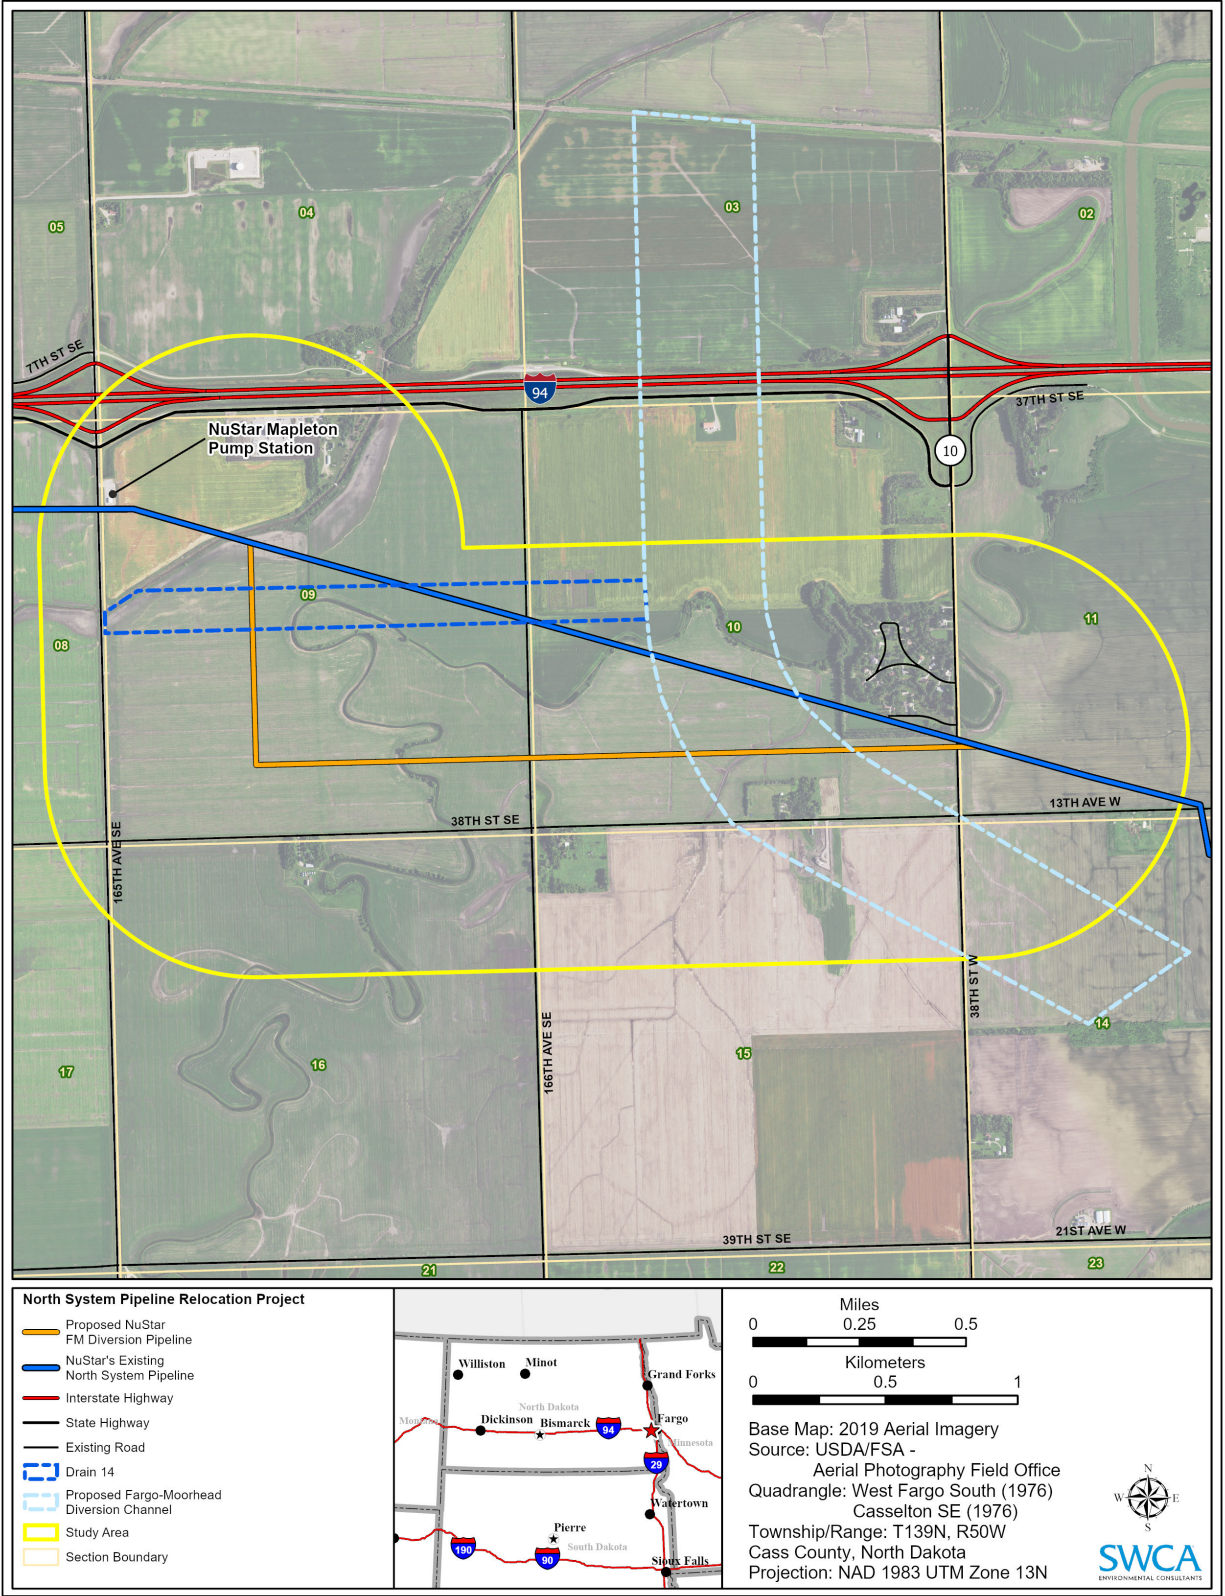 03
04
02
05
7TH ST SE
94
37TH ST SE
NuStar Mapleton
Pump Station
10
09
10
11
08
13TH AVE W
38TH ST SE
165TH AVE SE
38TH ST W
14
166TH AVE SE
15
16
17
39TH ST SE
21ST AVE W
21
22
23
North System Pipeline Relocation Project
Proposed NuStar
FM Diversion Pipeline
NuStar's Existing
North System Pipeline
Interstate Highway
State Highway
Existing Road
Drain 14
Proposed Fargo-Moorhead
Diversion Channel
Study Area
Section Boundary
Williston
Minot
Grand Forks
North Dakota
Montana
Dickinson
Bismarck
94
Fargo
Minnesota
29
Watertown
Pierre
South Dakota
190
90
Sioux Falls
Miles
0 0.25 0.5
Kilometers
0 0.5 1
Base Map: 2019 Aerial Imagery
Source: USDA/FSA -
Aerial Photography Field Office
Quadrangle: West Fargo South (1976)
Casselton SE (1976)
Township/Range: T139N, R50W
Cass County, North Dakota
Projection: NAD 1983 UTM Zone 13N
N
W E
S
SWCA
ENVIRONMENTAL CONSULTANTS